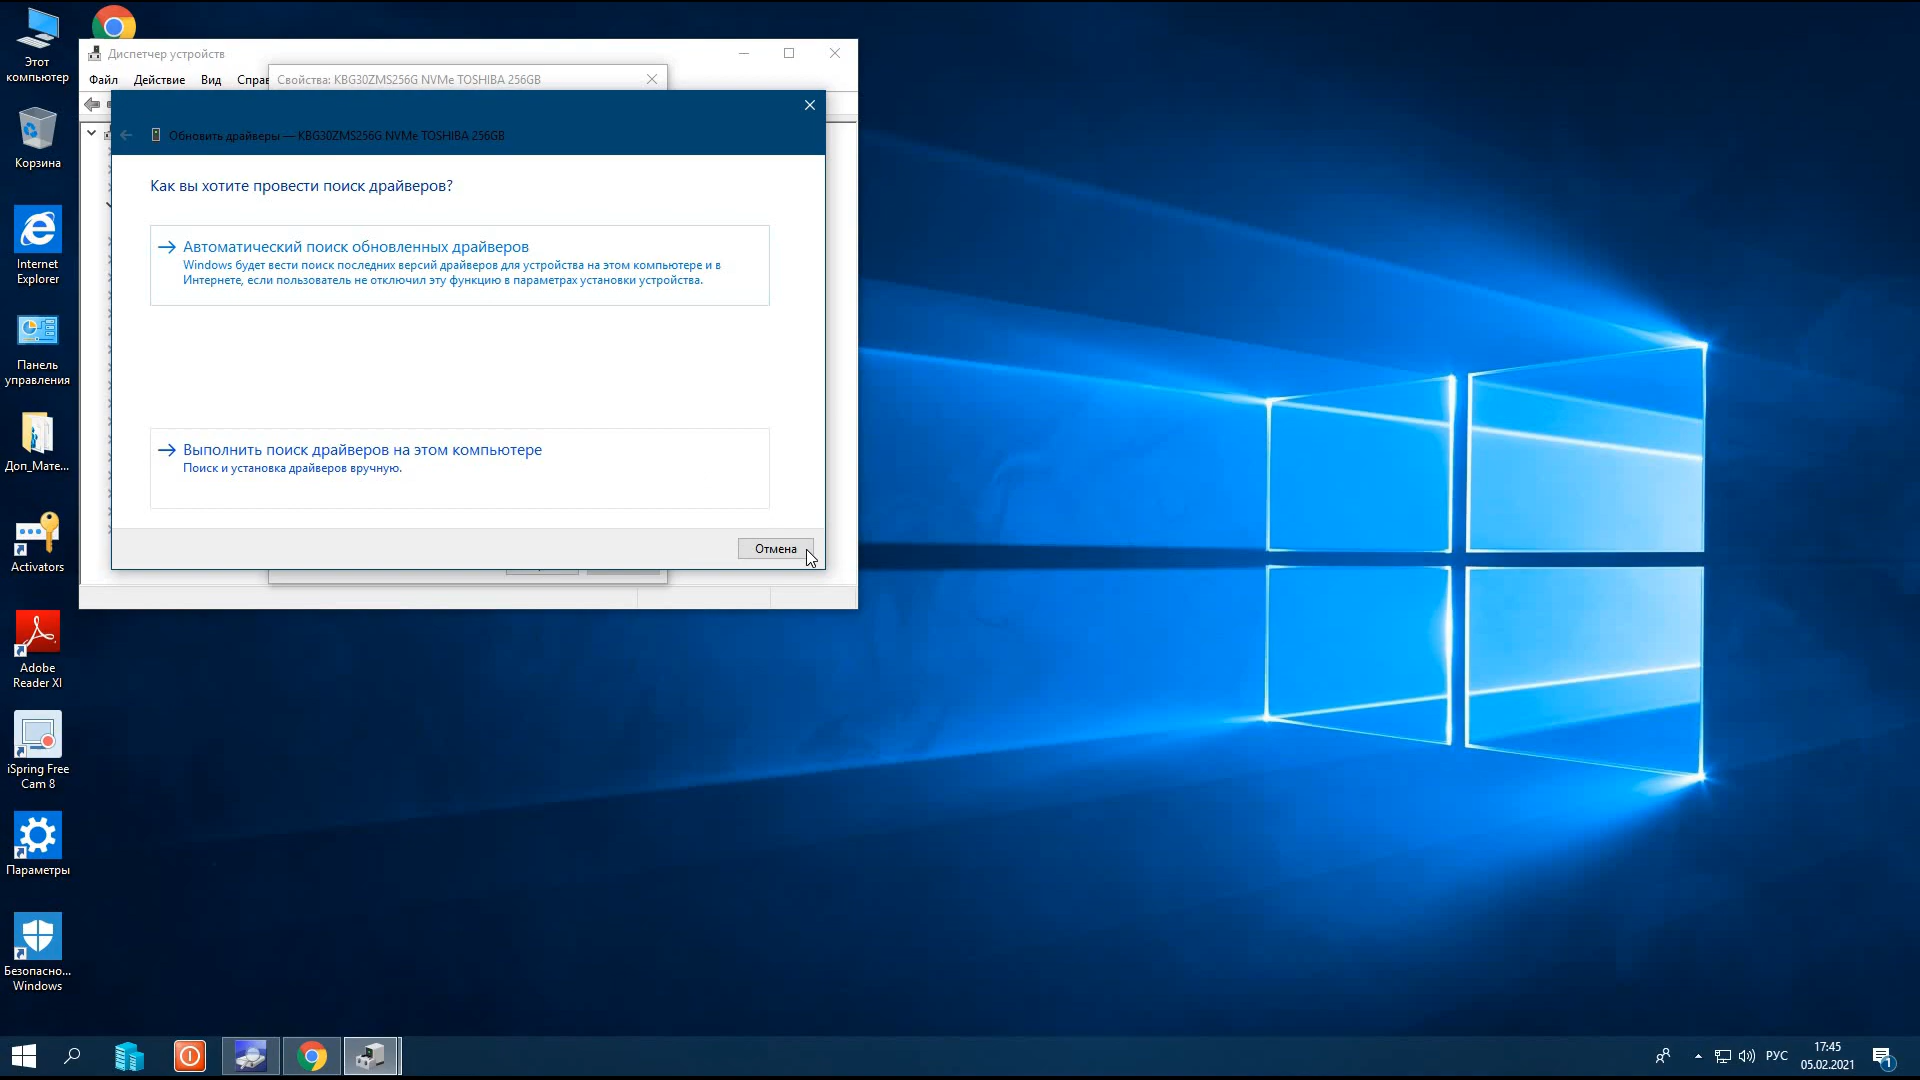 Этот
компьютер
Корзина
Internet
Explorer
Панель
управления
Доп_Мате...
Activators
Adobe
Reader XI
iSpring Free
Cam 8
Параметры
Безопасно...
Windows
Диспетчер устройств
Файл Действие Вид Справ
Свойства: KBG30ZMS256G NVMe TOSHIBA 256GB
Обновить драйверы — KBG30ZMS256G NVMe TOSHIBA 256GB
Как вы хотите провести поиск драйверов?
Автоматический поиск обновленных драйверов
Windows будет вести поиск последних версий драйверов для устройства на этом компьютере и в
Интернете, если пользователь не отключил эту функцию в параметрах установки устройства.
Выполнить поиск драйверов на этом компьютере
Поиск и установка драйверов вручную.
Отмена
РУС
17:45
05.02.2021
1